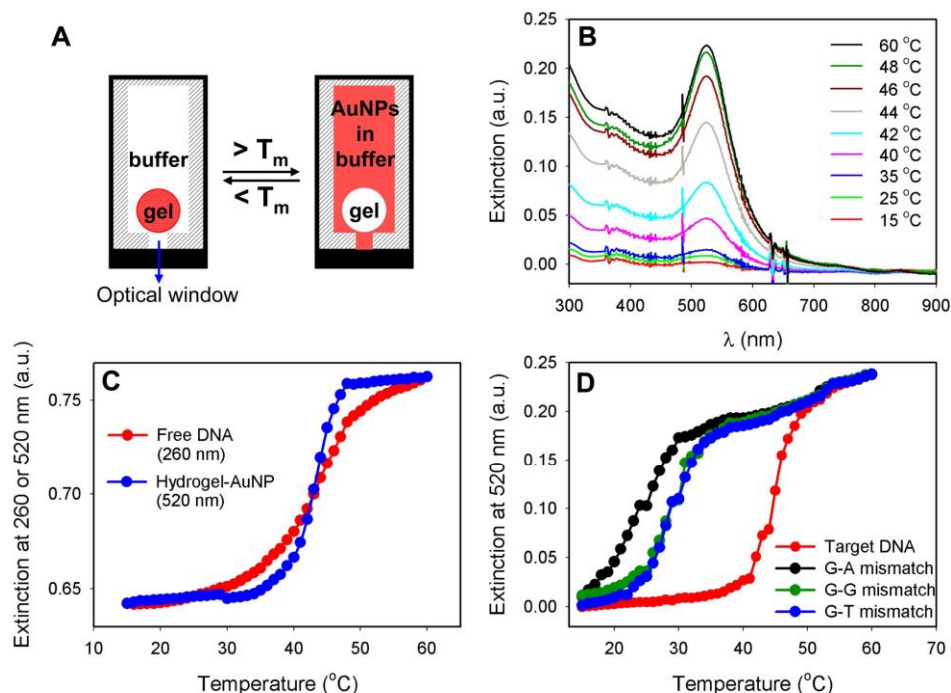 A
buffer
gel
> Tm
< Tm
AuNPs
in
buffer
gel
Optical window
B
Extinction (a.u.)
0.25
0.20
0.15
0.10
0.05
0.00
300 400 500 600 700 800 900
λ (nm)
60 °C
48 °C
46 °C
44 °C
42 °C
40 °C
35 °C
25 °C
15 °C
C
Extinction at 260 or 520 nm (a.u.)
0.75
0.70
0.65
Free DNA
(260 nm)
Hydrogel-AuNP
(520 nm)
10 20 30 40 50 60
Temperature (°C)
D
Extinction at 520 nm (a.u.)
0.25
0.20
0.15
0.10
0.05
0.00
Target DNA
G-A mismatch
G-G mismatch
G-T mismatch
20 30 40 50 60 70
Temperature (°C)